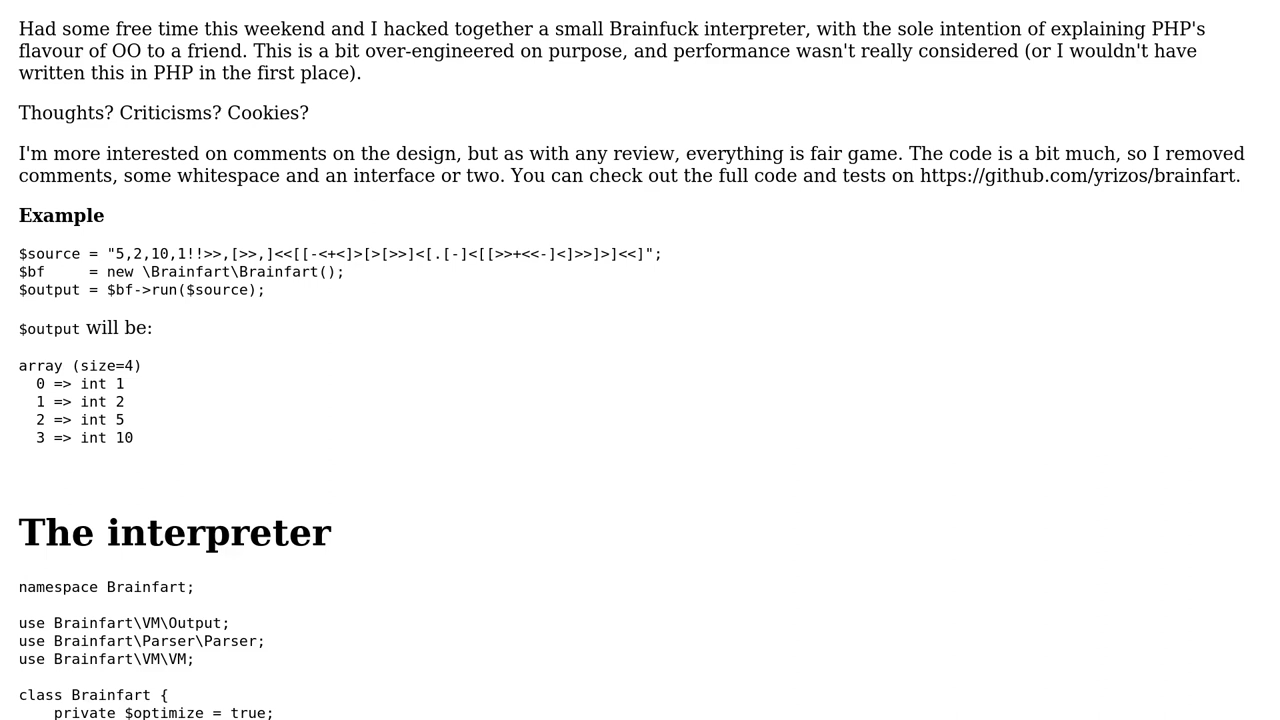 Had some free time this weekend and I hacked together a small Brainfuck interpreter, with the sole intention of explaining PHP's
flavour of OO to a friend. This is a bit over-engineered on purpose, and performance wasn't really considered (or I wouldn't have
written this in PHP in the first place).
Thoughts? Criticisms? Cookies?
I'm more interested on comments on the design, but as with any review, everything is fair game. The code is a bit much, so I removed
comments, some whitespace and an interface or two. You can check out the full code and tests on https://github.com/yrizos/brainfart.
Example
$source = "5,2,10,1!!>>,[>>,]<<[[-<+<]>[>[>>]<[.[-]<[[>>+<<-]<]>>]>]<<]";
$bf     = new \Brainfart\Brainfart();
$output = $bf->run($source);
$output will be:
array (size=4)
  0 => int 1
  1 => int 2
  2 => int 5
  3 => int 10
The interpreter
namespace Brainfart;
use Brainfart\VM\Output;
use Brainfart\Parser\Parser;
use Brainfart\VM\VM;
class Brainfart {
    private $optimize = true;